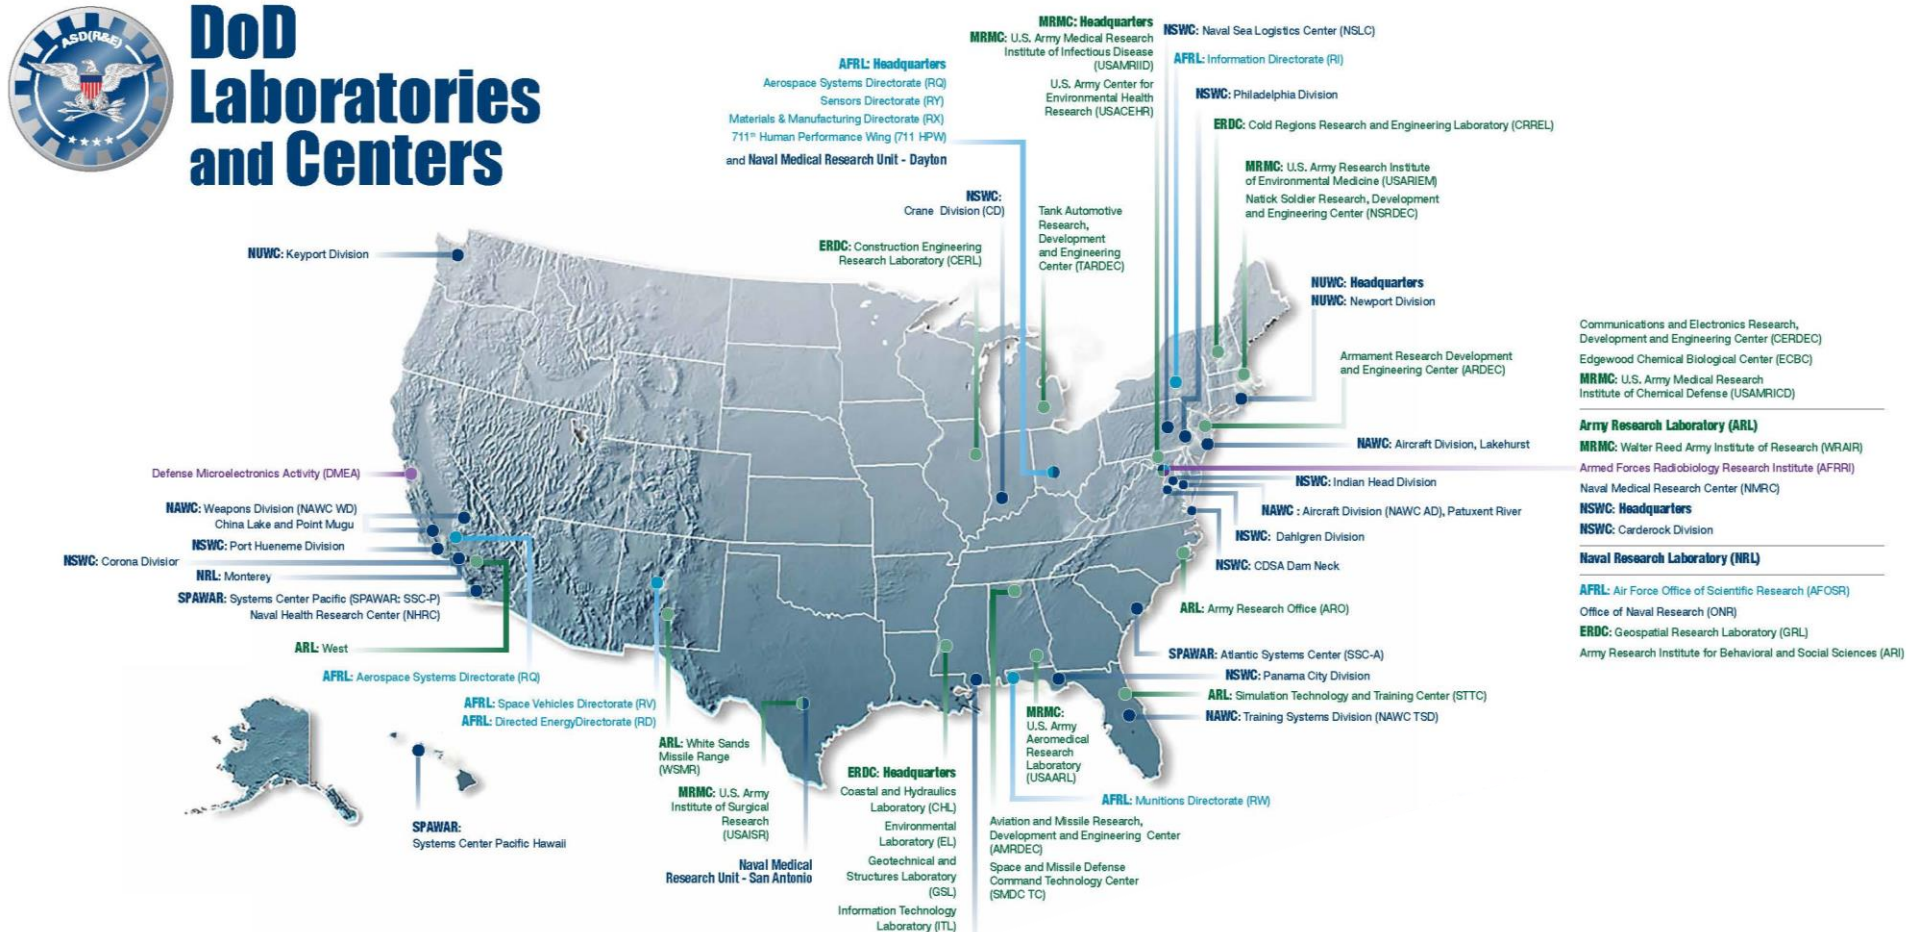 ASD(R&E)
DoD
Laboratories
and Centers
AFRL: Headquarters
Aerospace Systems Directorate (RQ)
Sensors Directorate (RY)
Materials & Manufacturing Directorate (RX)
711th Human Performance Wing (711 HPW)
and Naval Medical Research Unit - Dayton
MRMC: Headquarters
MRMC: U.S. Army Medical Research
Institute of Infectious Disease
(USAMRIID)
U.S. Army Center for
Environmental Health
Research (USACEHR)
NSWC: Naval Sea Logistics Center (NSLC)
AFRL: Information Directorate (RI)
NSWC: Philadelphia Division
ERDC: Cold Regions Research and Engineering Laboratory (CRREL)
MRMC: U.S. Army Research Institute
of Environmental Medicine (USARIEM)
Natick Soldier Research, Development
and Engineering Center (NSRDEC)
NSWC:
Crane Division (CD)
ERDC: Construction Engineering
Research Laboratory (CERL)
Tank Automotive
Research,
Development
and Engineering
Center (TARDEC)
NUWC: Keyport Division
NUWC: Headquarters
NUWC: Newport Division
Armament Research Development
and Engineering Center (ARDEC)
NAWC: Aircraft Division, Lakehurst
NSWC: Indian Head Division
NAWC : Aircraft Division (NAWC AD), Patuxent River
NSWC: Dahlgren Division
NSWC: CDSA Dam Neck
ARL: Army Research Office (ARO)
SPAWAR: Atlantic Systems Center (SSC-A)
NSWC: Panama City Division
ARL: Simulation Technology and Training Center (STTC)
NAWC: Training Systems Division (NAWC TSD)
Communications and Electronics Research,
Development and Engineering Center (CERDEC)
Edgewood Chemical Biological Center (ECBC)
MRMC: U.S. Army Medical Research
Institute of Chemical Defense (USAMRICD)
Army Research Laboratory (ARL)
MRMC: Walter Reed Army Institute of Research (WRAIR)
Armed Forces Radiobiology Research Institute (AFRRI)
Naval Medical Research Center (NMRC)
NSWC: Headquarters
NSWC: Carderock Division
Naval Research Laboratory (NRL)
AFRL: Air Force Office of Scientific Research (AFOSR)
Office of Naval Research (ONR)
ERDC: Geospatial Research Laboratory (GRL)
Army Research Institute for Behavioral and Social Sciences (ARI)
Defense Microelectronics Activity (DMEA)
NAWC: Weapons Division (NAWC WD)
China Lake and Point Mugu
NSWC: Port Hueneme Division
NSWC: Corona Divisior
NRL: Monterey
SPAWAR: Systems Center Pacific (SPAWAR: SSC-P)
Naval Health Research Center (NHRC)
ARL: West
AFRL: Aerospace Systems Directorate (RQ)
AFRL: Space Vehicles Directorate (RV)
AFRL: Directed EnergyDirectorate (RD)
ARL: White Sands
Missile Range
(WSMR)
MRMC: U.S. Army
Institute of Surgical
Research
(USAISR)
Naval Medical
Research Unit - San Antonio
SPAWAR:
Systems Center Pacific Hawaii
ERDC: Headquarters
Coastal and Hydraulics
Laboratory (CHL)
Environmental
Laboratory (EL)
Geotechnical and
Structures Laboratory
(GSL)
Information Technology
Laboratory (ITL)
MRMC:
U.S. Army
Aeromedical
Research
Laboratory
(USAARL)
AFRL: Munitions Directorate (RW)
Aviation and Missile Research,
Development and Engineering Center
(AMRDEC)
Space and Missile Defense
Command Technology Center
(SMDC TC)